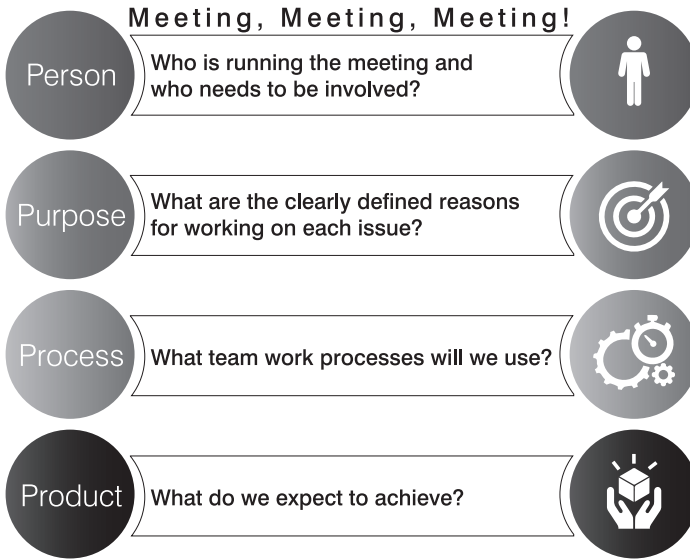 Meeting, Meeting, Meeting!
Person
Who is running the meeting and
who needs to be involved?
Purpose
What are the clearly defined reasons
for working on each issue?
Process
What team work processes will we use?
Product
What do we expect to achieve?